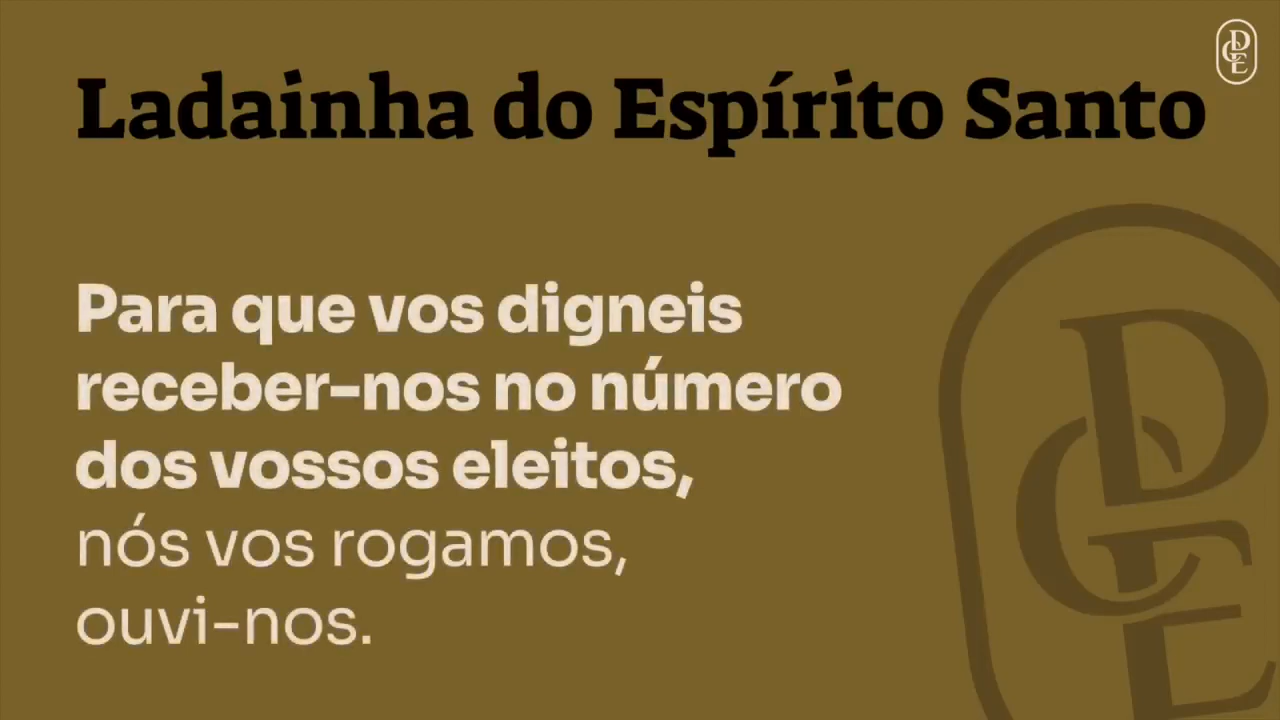 Ladainha do Espírito Santo
Para que vos digneis
receber-nos no número
dos vossos eleitos,
nós vos rogamos,
ouvi-nos.